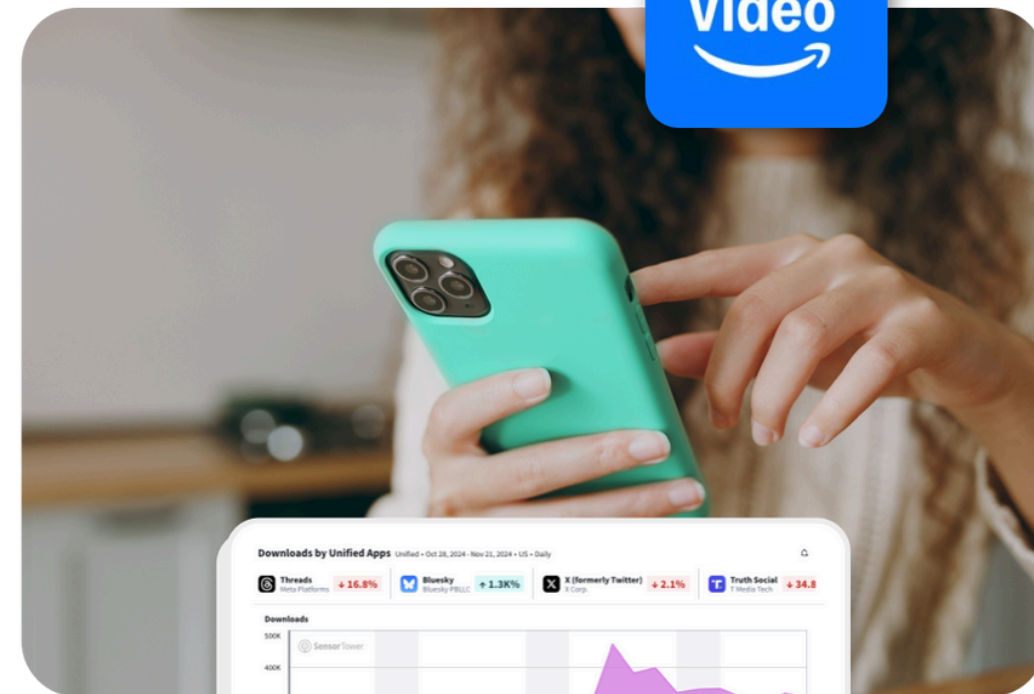 video
Downloads by Unified Apps Unified • Oct 28, 2024 - Nov 21, 2024 • US • Daily
Threads
Meta Platforms
↓ 16.8%
Bluesky
Bluesky PBLLC
↑ 1.3K%
X (formerly Twitter)
X Corp.
↓ 2.1%
Truth Social
T Media Tech
↓ 34.8
Downloads
500K
SensorTower
400K